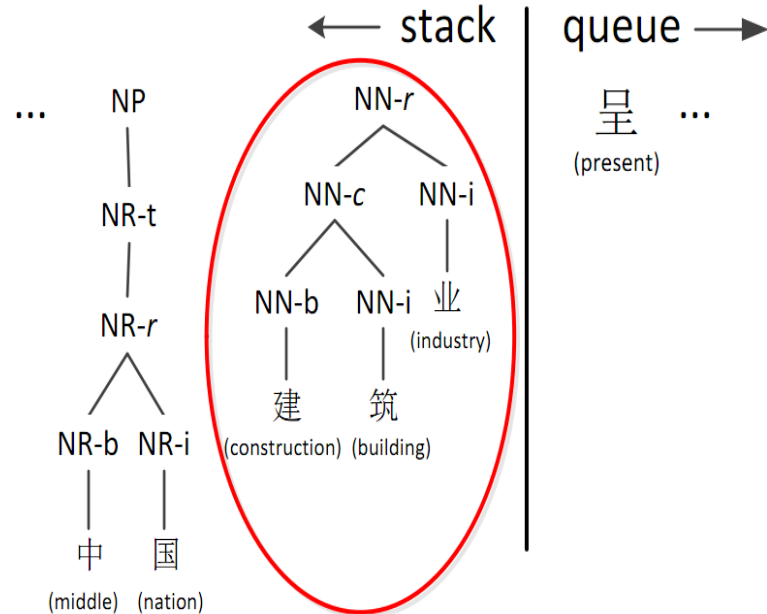 stack queue
... NP NN-r 呈 ...
(present)
NR-t NN-c NN-i
NR-r NN-b NN-i 业
(industry)
建 筑
(construction) (building)
NR-b NR-i
中 国
(middle) (nation)